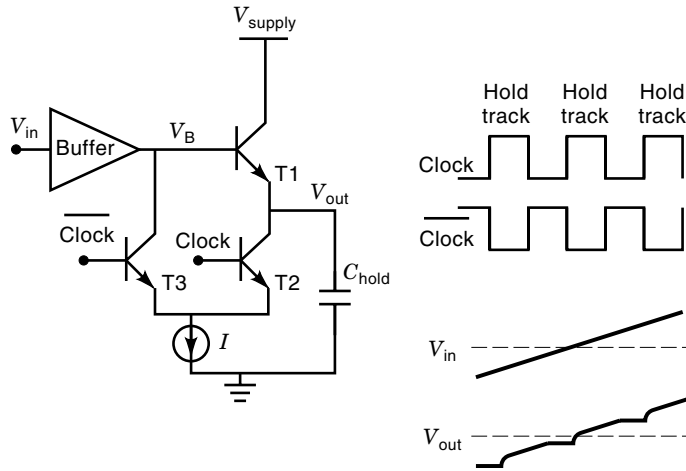 V_supply
V_in
Buffer
V_B
T1
V_out
Clock
Clock
T3
T2
C_hold
I
Hold Hold Hold
track track track
Clock
Clock
V_in
V_out